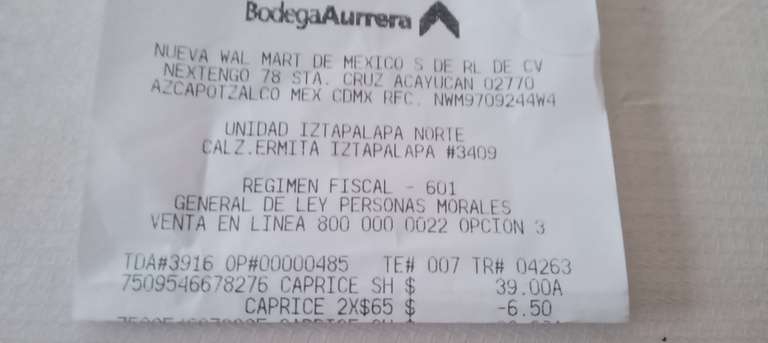 BodegaAurrera
NUEVA WAL MART DE MEXICO S DE RL DE CV
NEXTENGO 78 STA. CRUZ ACAYUCAN 02770
AZCAPOTZALCO MEX CDMX RFC. NWM9709244W4
UNIDAD IZTAPALAPA NORTE
CALZ.ERMITA IZTAPALAPA #3409
REGIMEN FISCAL - 601
GENERAL DE LEY PERSONAS MORALES
VENTA EN LINEA 800 000 0022 OPCION 3
TDA#3916 OP#00000485 TE# 007 TR# 04263
7509546678276 CAPRICE SH $ 39.00A
CAPRICE 2X$65 $ -6.50